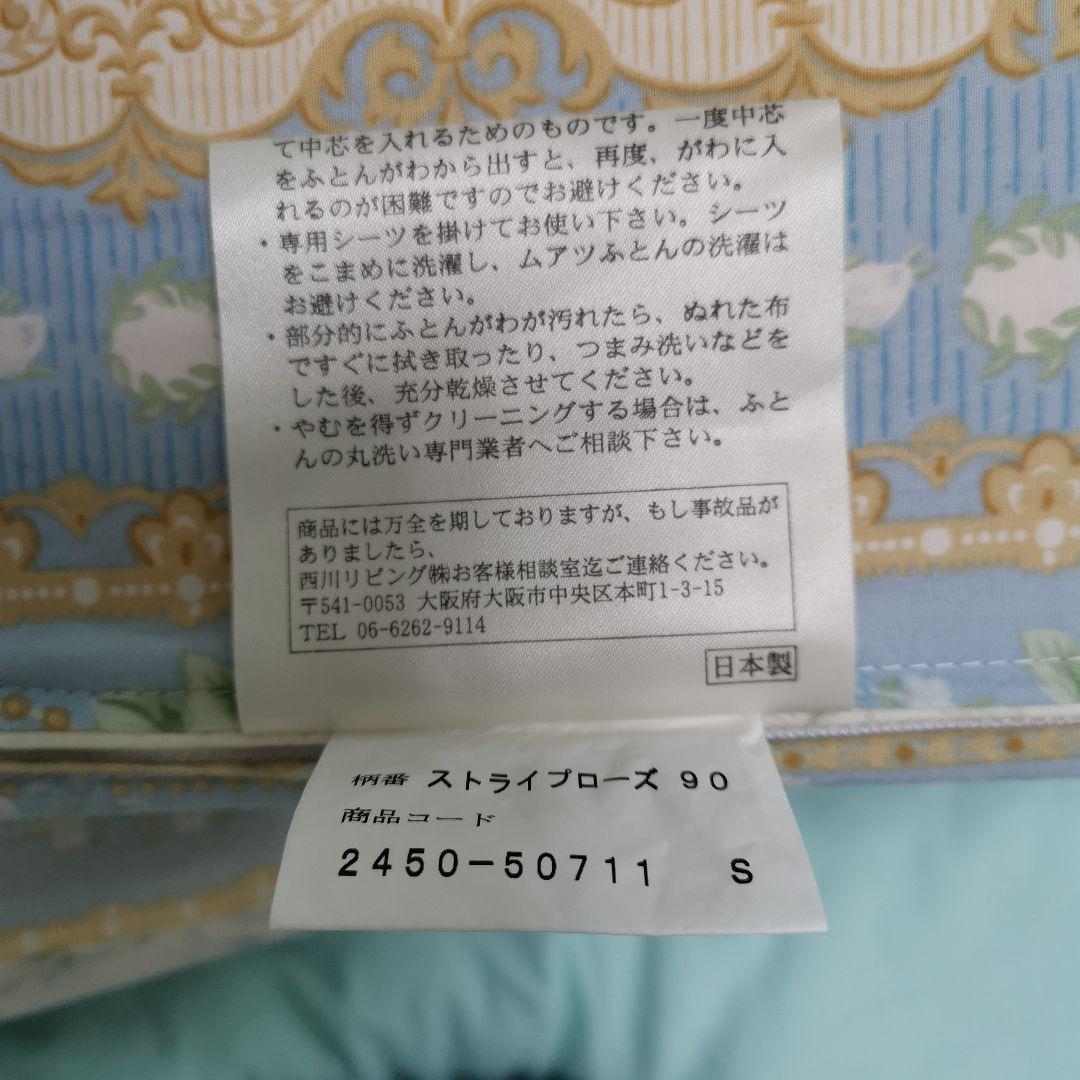 て中芯を入れるためのものです。一度中芯
をふとんがわから出すと、再度、がわに入
れるのが困難ですのでお避けください。
・専用シーツを掛けてお使い下さい。シーツ
をこまめに洗濯し、ムアツふとんの洗濯は
お避けください。
・部分的にふとんがわが汚れたら、ぬれた布
ですぐに拭き取ったり、つまみ洗いなどを
した後、充分乾燥させてください。
・やむを得ずクリーニングする場合は、ふと
んの丸洗い専門業者へご相談下さい。
商品には万全を期しておりますが、もし事故品が
ありましたら、
西川リビング㈱お客様相談室迄ご連絡ください。
〒541-0053 大阪府大阪市中央区本町1-3-15
TEL 06-6262-9114
日本製
柄番 ストライプローズ 90
商品コード
2450-50711 S